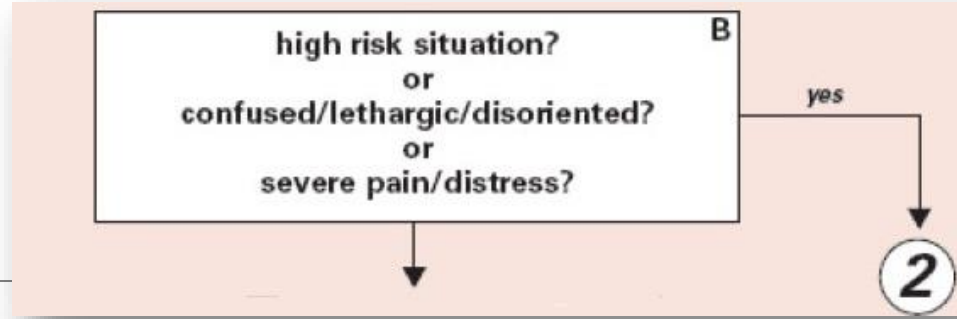 B
high risk situation?
or
confused/lethargic/disoriented?
or
severe pain/distress?
yes
2